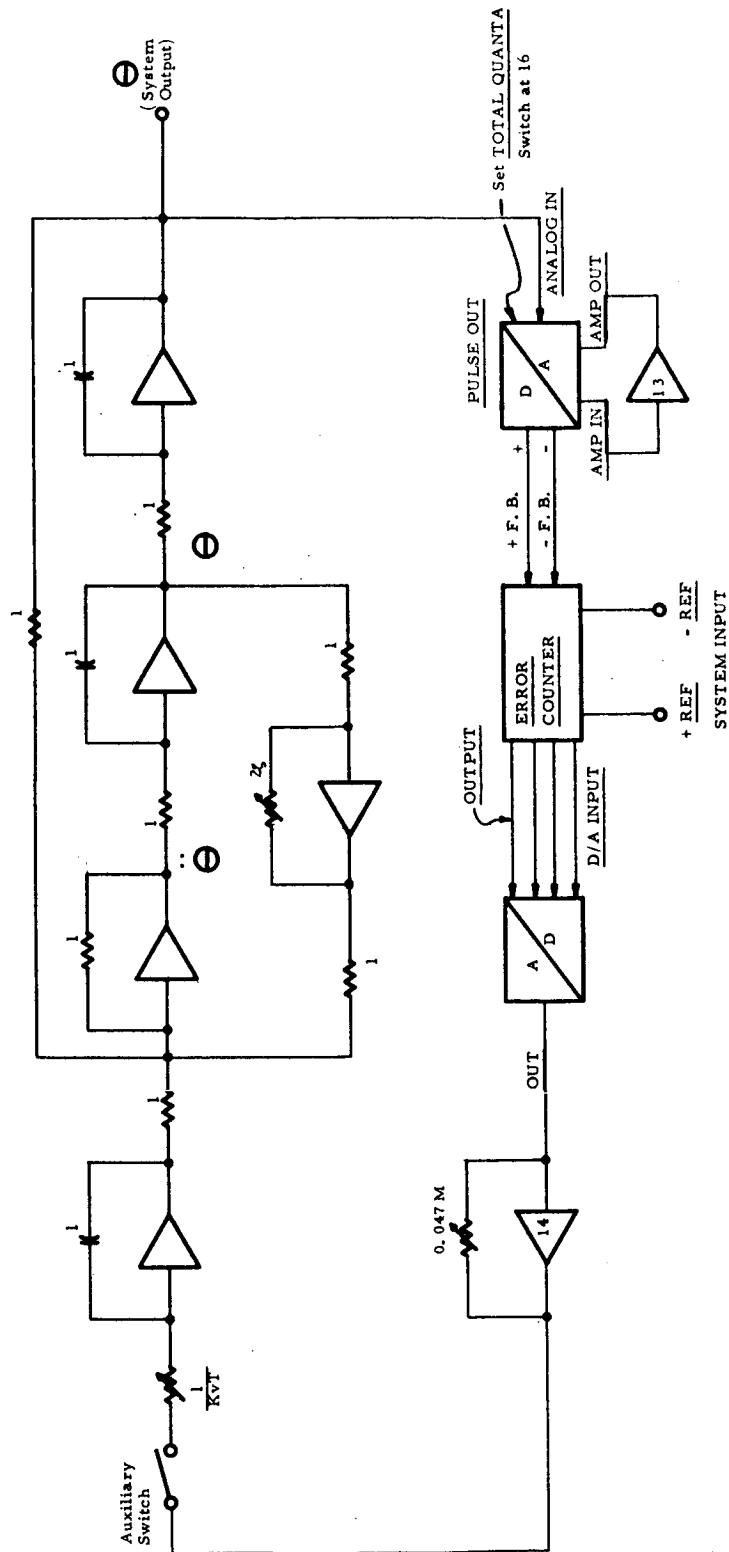 Auxiliary
Switch
1
KvT
1
1
1
1
Θ̈
1
1
Θ
1
1
1
2ζ
1
1
Θ
(System
Output)
0.047 M
14
OUT
A
D
OUTPUT
D/A INPUT
ERROR
COUNTER
+ REF
- REF
SYSTEM INPUT
+ F. B.
- F. B.
+
-
PULSE OUT
D
A
Set TOTAL QUANTA
Switch at 16
ANALOG IN
AMP IN
AMP OUT
13